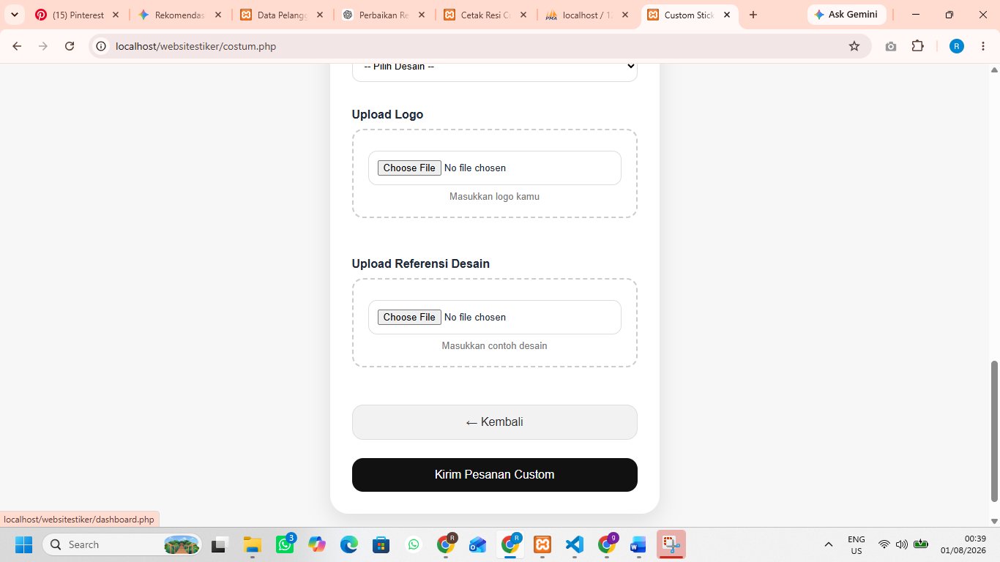 (15) Pinterest
Rekomendas
Data Pelangg
Perbaikan Re
Cetak Resi C
localhost / 12
Custom Stick
Ask Gemini
localhost/websitestiker/costum.php
R
-- Pilih Desain --
Upload Logo
Choose File No file chosen
Masukkan logo kamu
Upload Referensi Desain
Choose File No file chosen
Masukkan contoh desain
← Kembali
Kirim Pesanan Custom
localhost/websitestiker/dashboard.php
Search
3
R
R
g
ENG
US
00:39
01/08/2026